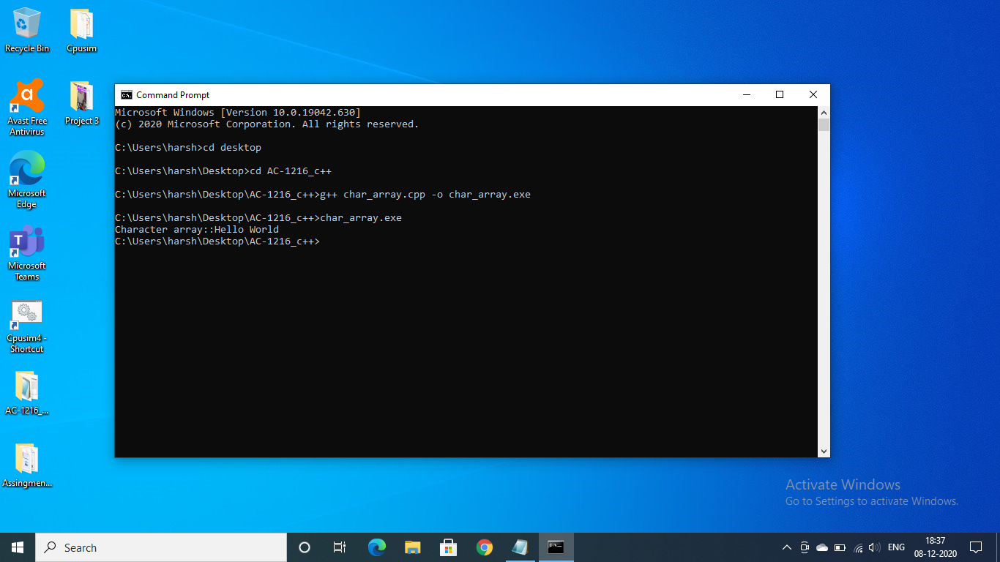 Recycle Bin
Cpusim
Avast Free
Antivirus
Project 3
Microsoft
Edge
Microsoft
Teams
Cpusim4 -
Shortcut
AC-1216_...
Assingmen...
Command Prompt
Microsoft Windows [Version 10.0.19042.630]
(c) 2020 Microsoft Corporation. All rights reserved.
C:\Users\harsh>cd desktop
C:\Users\harsh\Desktop>cd AC-1216_c++
C:\Users\harsh\Desktop\AC-1216_c++>g++ char_array.cpp -o char_array.exe
C:\Users\harsh\Desktop\AC-1216_c++>char_array.exe
Character array::Hello World
C:\Users\harsh\Desktop\AC-1216_c++>
Activate Windows
Go to Settings to activate Windows.
Search
ENG
18:37
08-12-2020